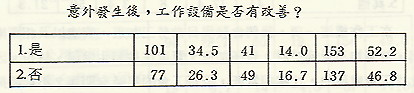 意外發生後，工作設備是否有改善？
1.是 101 34.5 41 14.0 153 52.2
2.否 77 26.3 49 16.7 137 46.8